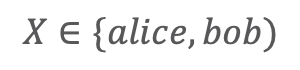 X ∈ {alice, bob)